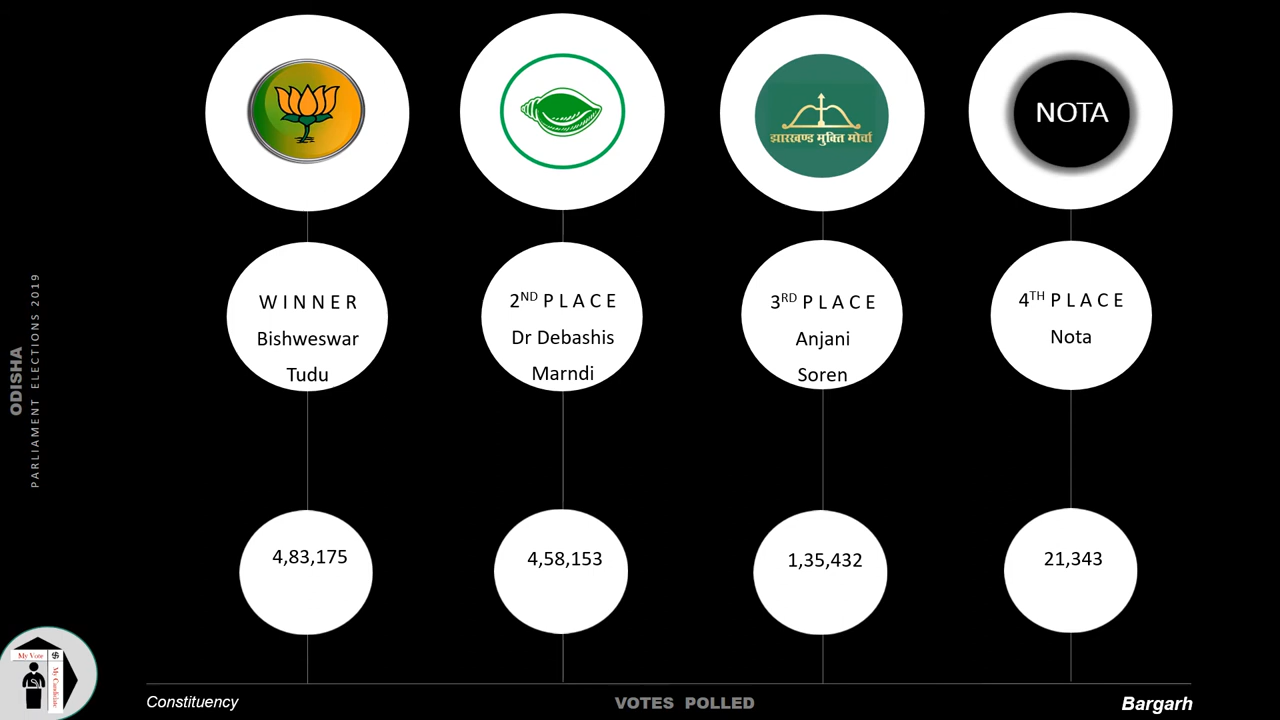 झारखण्ड मुक्ति मोर्चा
NOTA
WINNER
Bishweswar
Tudu
2ND PLACE
Dr Debashis
Marndi
3RD PLACE
Anjani
Soren
4TH PLACE
Nota
ODISHA
PARLIAMENT ELECTIONS 2019
4,83,175
4,58,153
1,35,432
21,343
My Vote
My Candidate
Constituency
VOTES POLLED
Bargarh